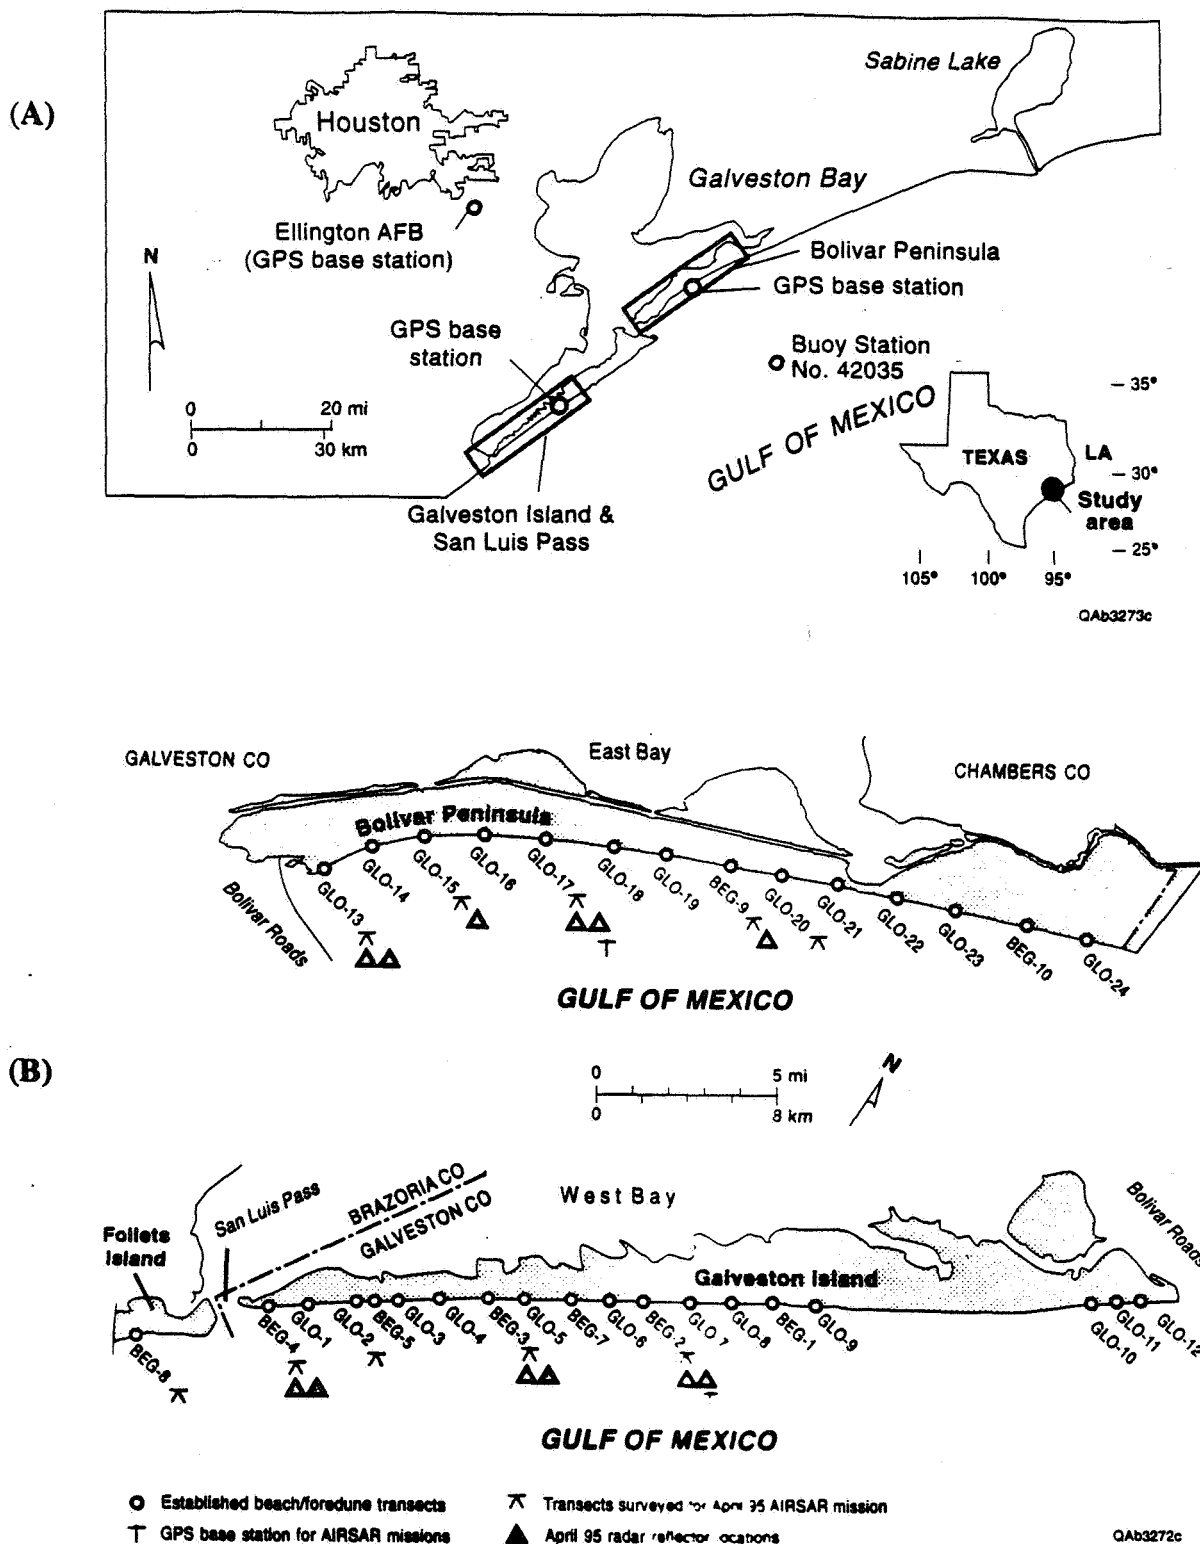 (A)
Sabine Lake
Houston
Galveston Bay
Ellington AFB
(GPS base station)
N
Bolivar Peninsula
GPS base station
GPS base
station
Buoy Station
No. 42035
0 20 mi
0 30 km
GULF OF MEXICO
35°
TEXAS
LA
30°
Study
area
25°
105° 100° 95°
Galveston Island &
San Luis Pass
QAb3273c
GALVESTON CO
East Bay
CHAMBERS CO
Bolivar Peninsula
Bolivar Roads
GLO-13
GLO-14
GLO-15
GLO-16
GLO-17
GLO-18
GLO-19
BEG-9
GLO-20
GLO-21
GLO-22
GLO-23
BEG-10
GLO-24
GULF OF MEXICO
(B)
0 5 mi
0 8 km
N
Follets
Island
San Luis Pass
BRAZORIA CO
GALVESTON CO
West Bay
Bolivar Roads
Galveston Island
BEG-8
BEG-4
GLO-1
GLO-2
BEG-5
GLO-3
GLO-4
BEG-3
GLO-5
BEG-7
GLO-6
BEG-2
GLO-7
GLO-8
BEG-1
GLO-9
GLO-10
GLO-11
GLO-12
GULF OF MEXICO
Established beach/foredune transects
Transects surveyed for April 95 AIRSAR mission
GPS base station for AIRSAR missions
April 95 radar reflector locations
QAb3272c